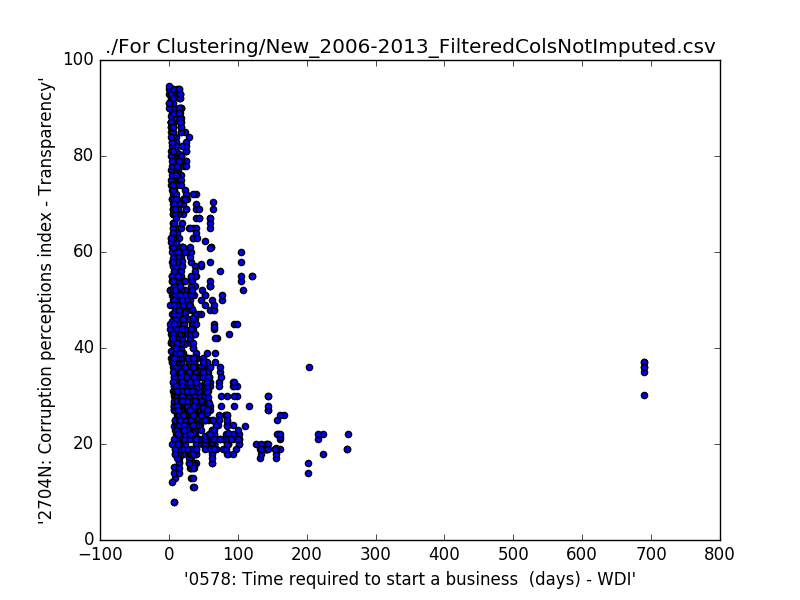 ./For Clustering/New_2006-2013_FilteredColsNotImputed.csv
'2704N: Corruption perceptions index - Transparency'
100
80
60
40
20
0
−100 0 100 200 300 400 500 600 700 800
'0578: Time required to start a business  (days) - WDI'